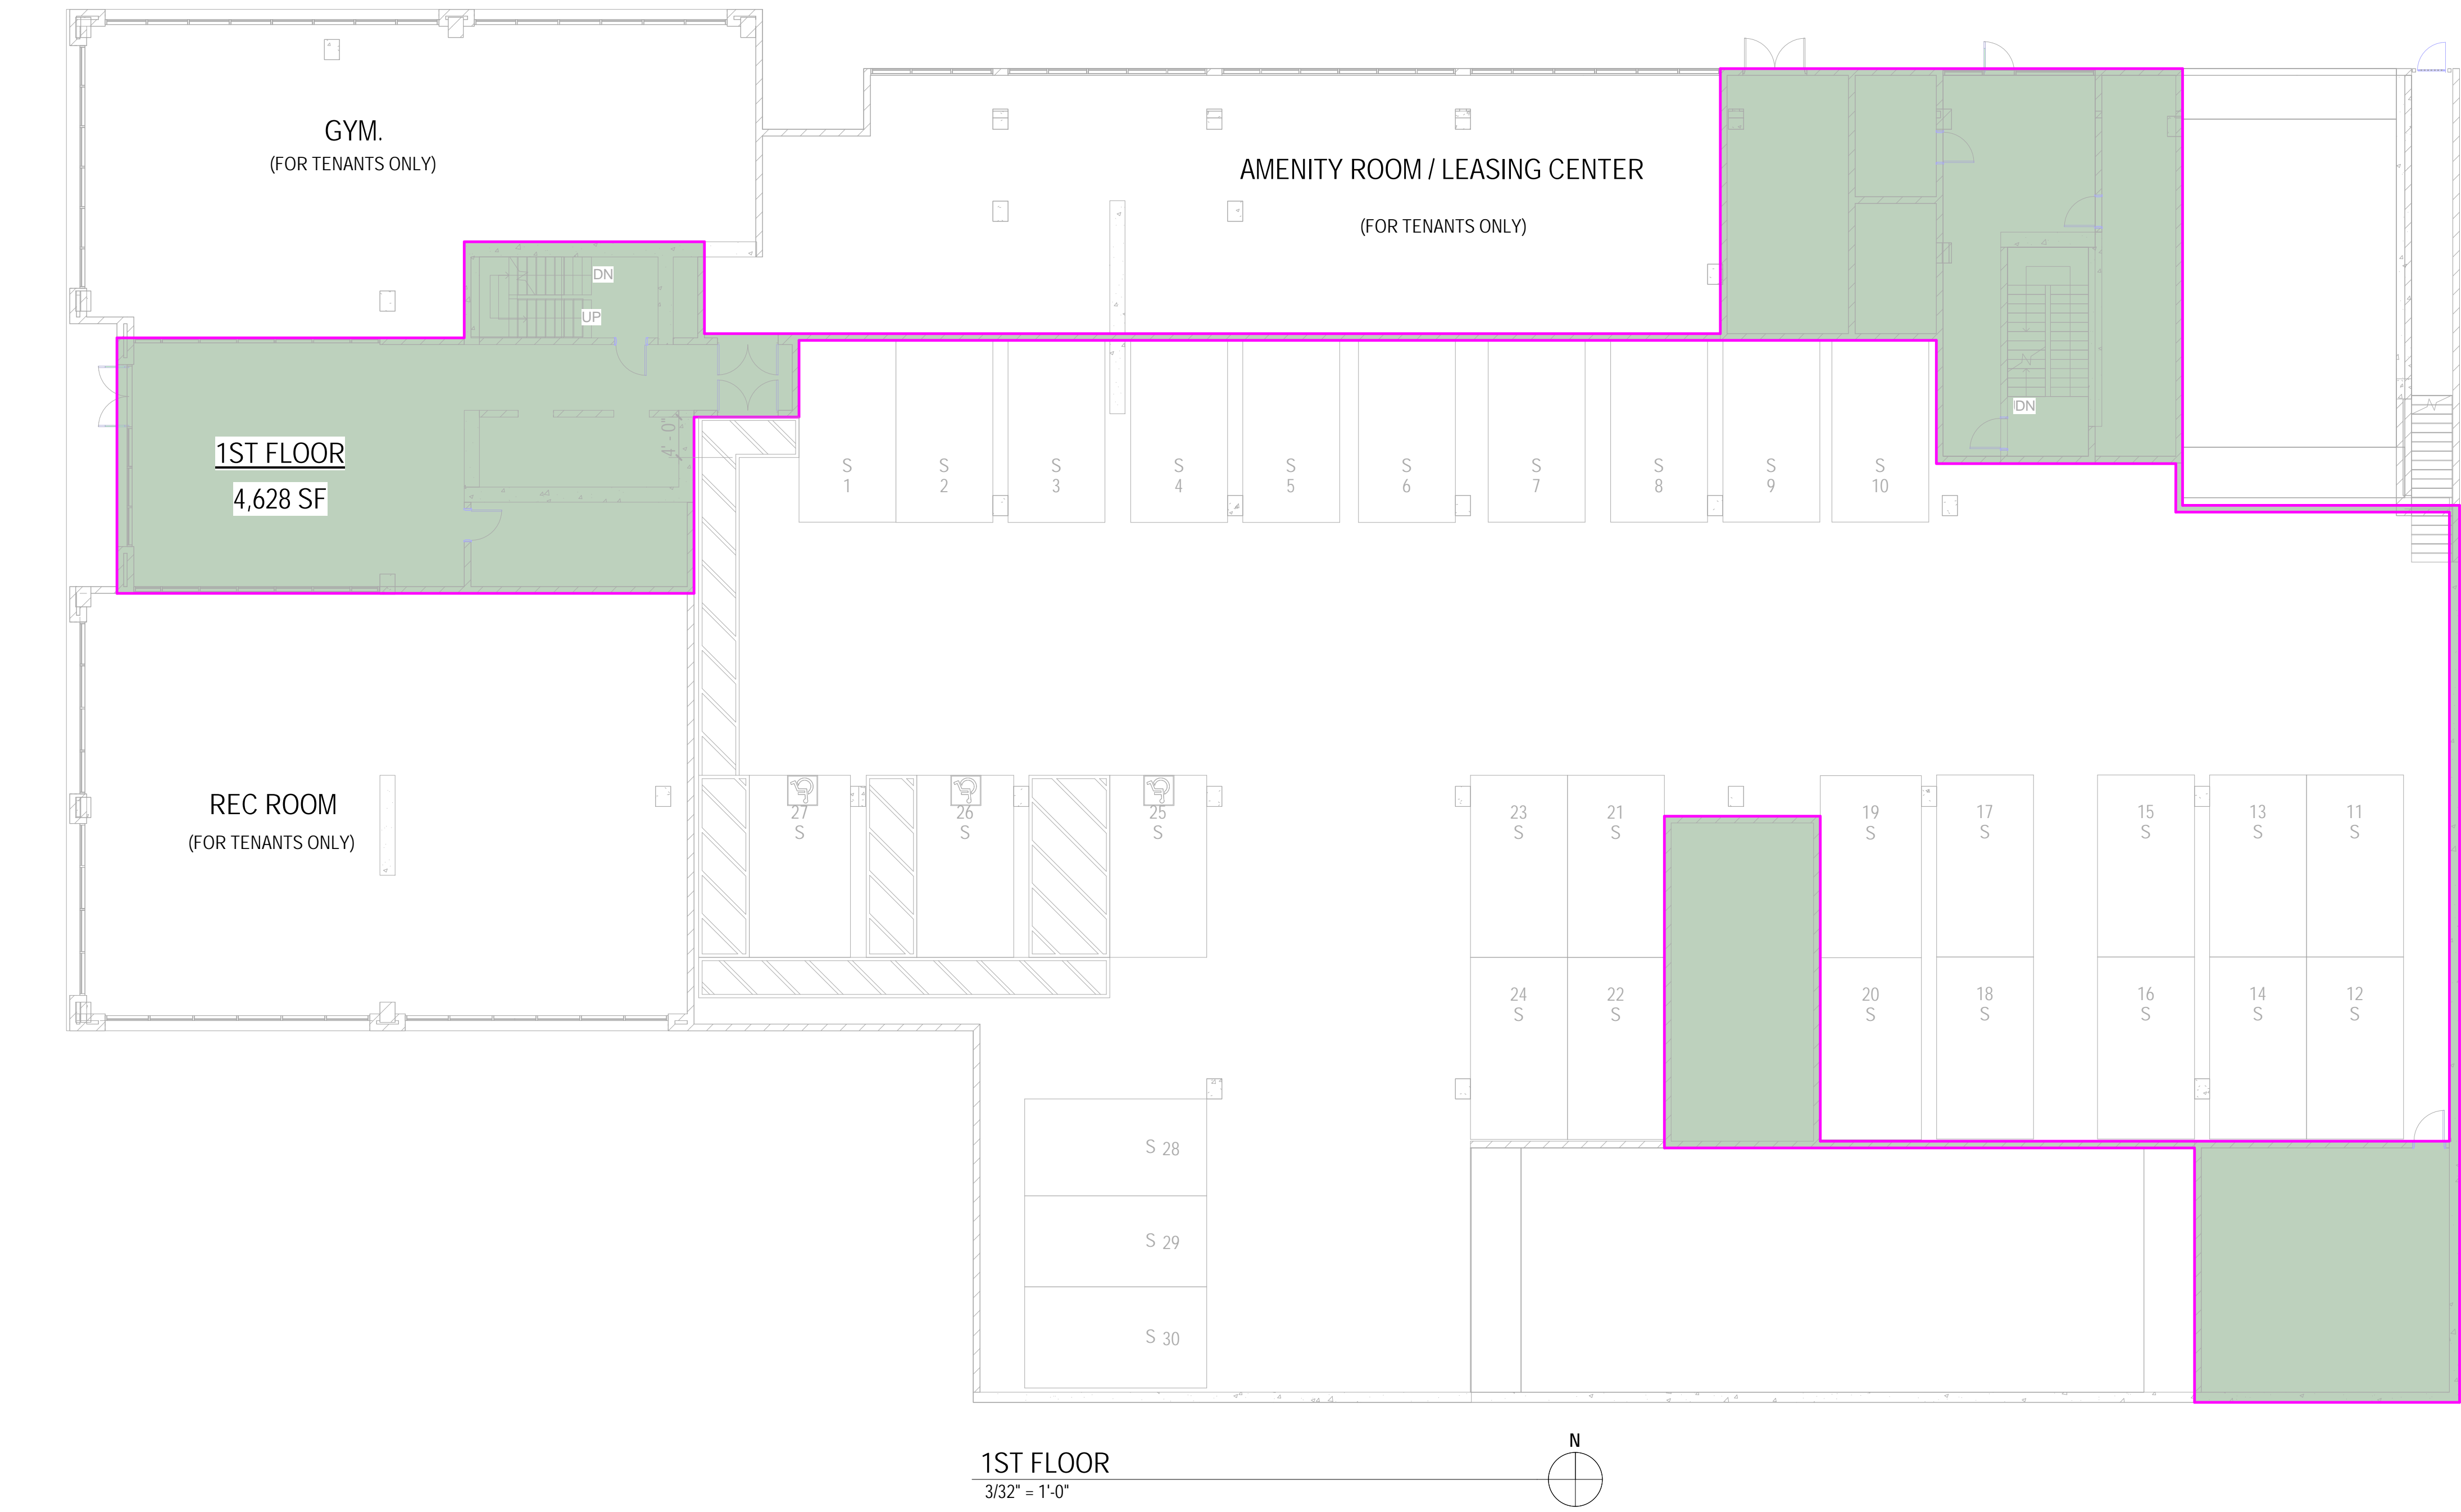 GYM.
(FOR TENANTS ONLY)
AMENITY ROOM / LEASING CENTER
(FOR TENANTS ONLY)
DN
UP
DN
1ST FLOOR
4,628 SF
4'-0"
S
1
S
2
S
3
S
4
S
5
S
6
S
7
S
8
S
9
S
10
REC ROOM
(FOR TENANTS ONLY)
27
S
26
S
25
S
23
S
21
S
19
S
17
S
15
S
13
S
11
S
24
S
22
S
20
S
18
S
16
S
14
S
12
S
S 28
S 29
S 30
1ST FLOOR
3/32" = 1'-0"
N